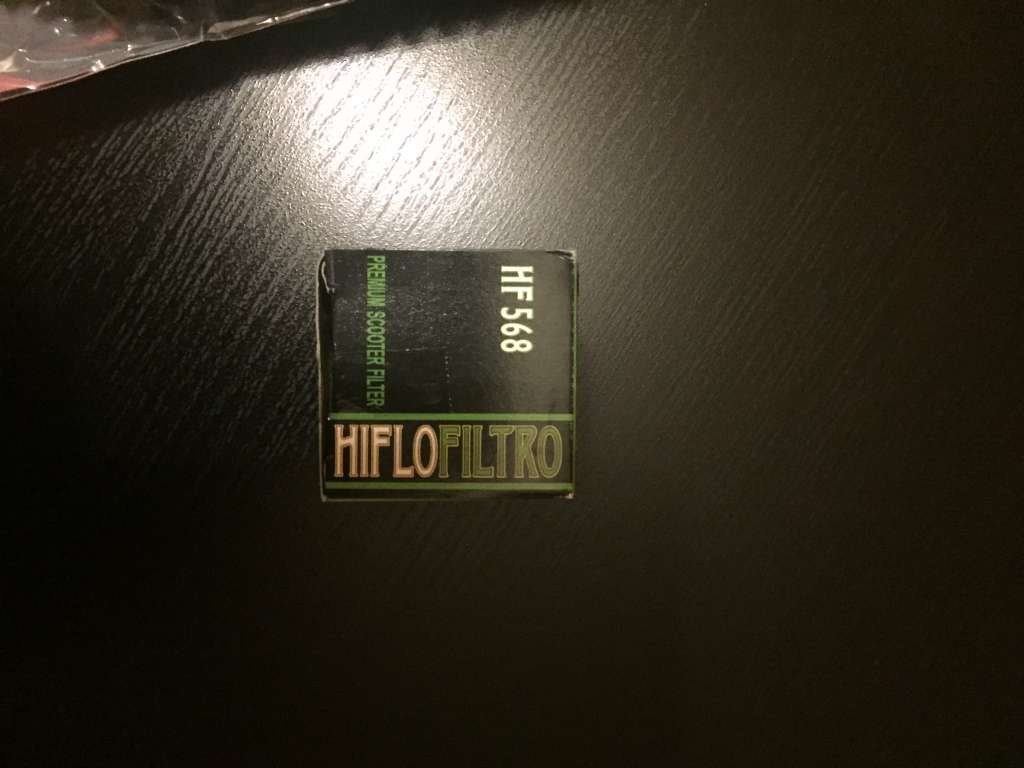 HF 568
PREMIUM SCOOTER FILTER
HIFLOFILTRO